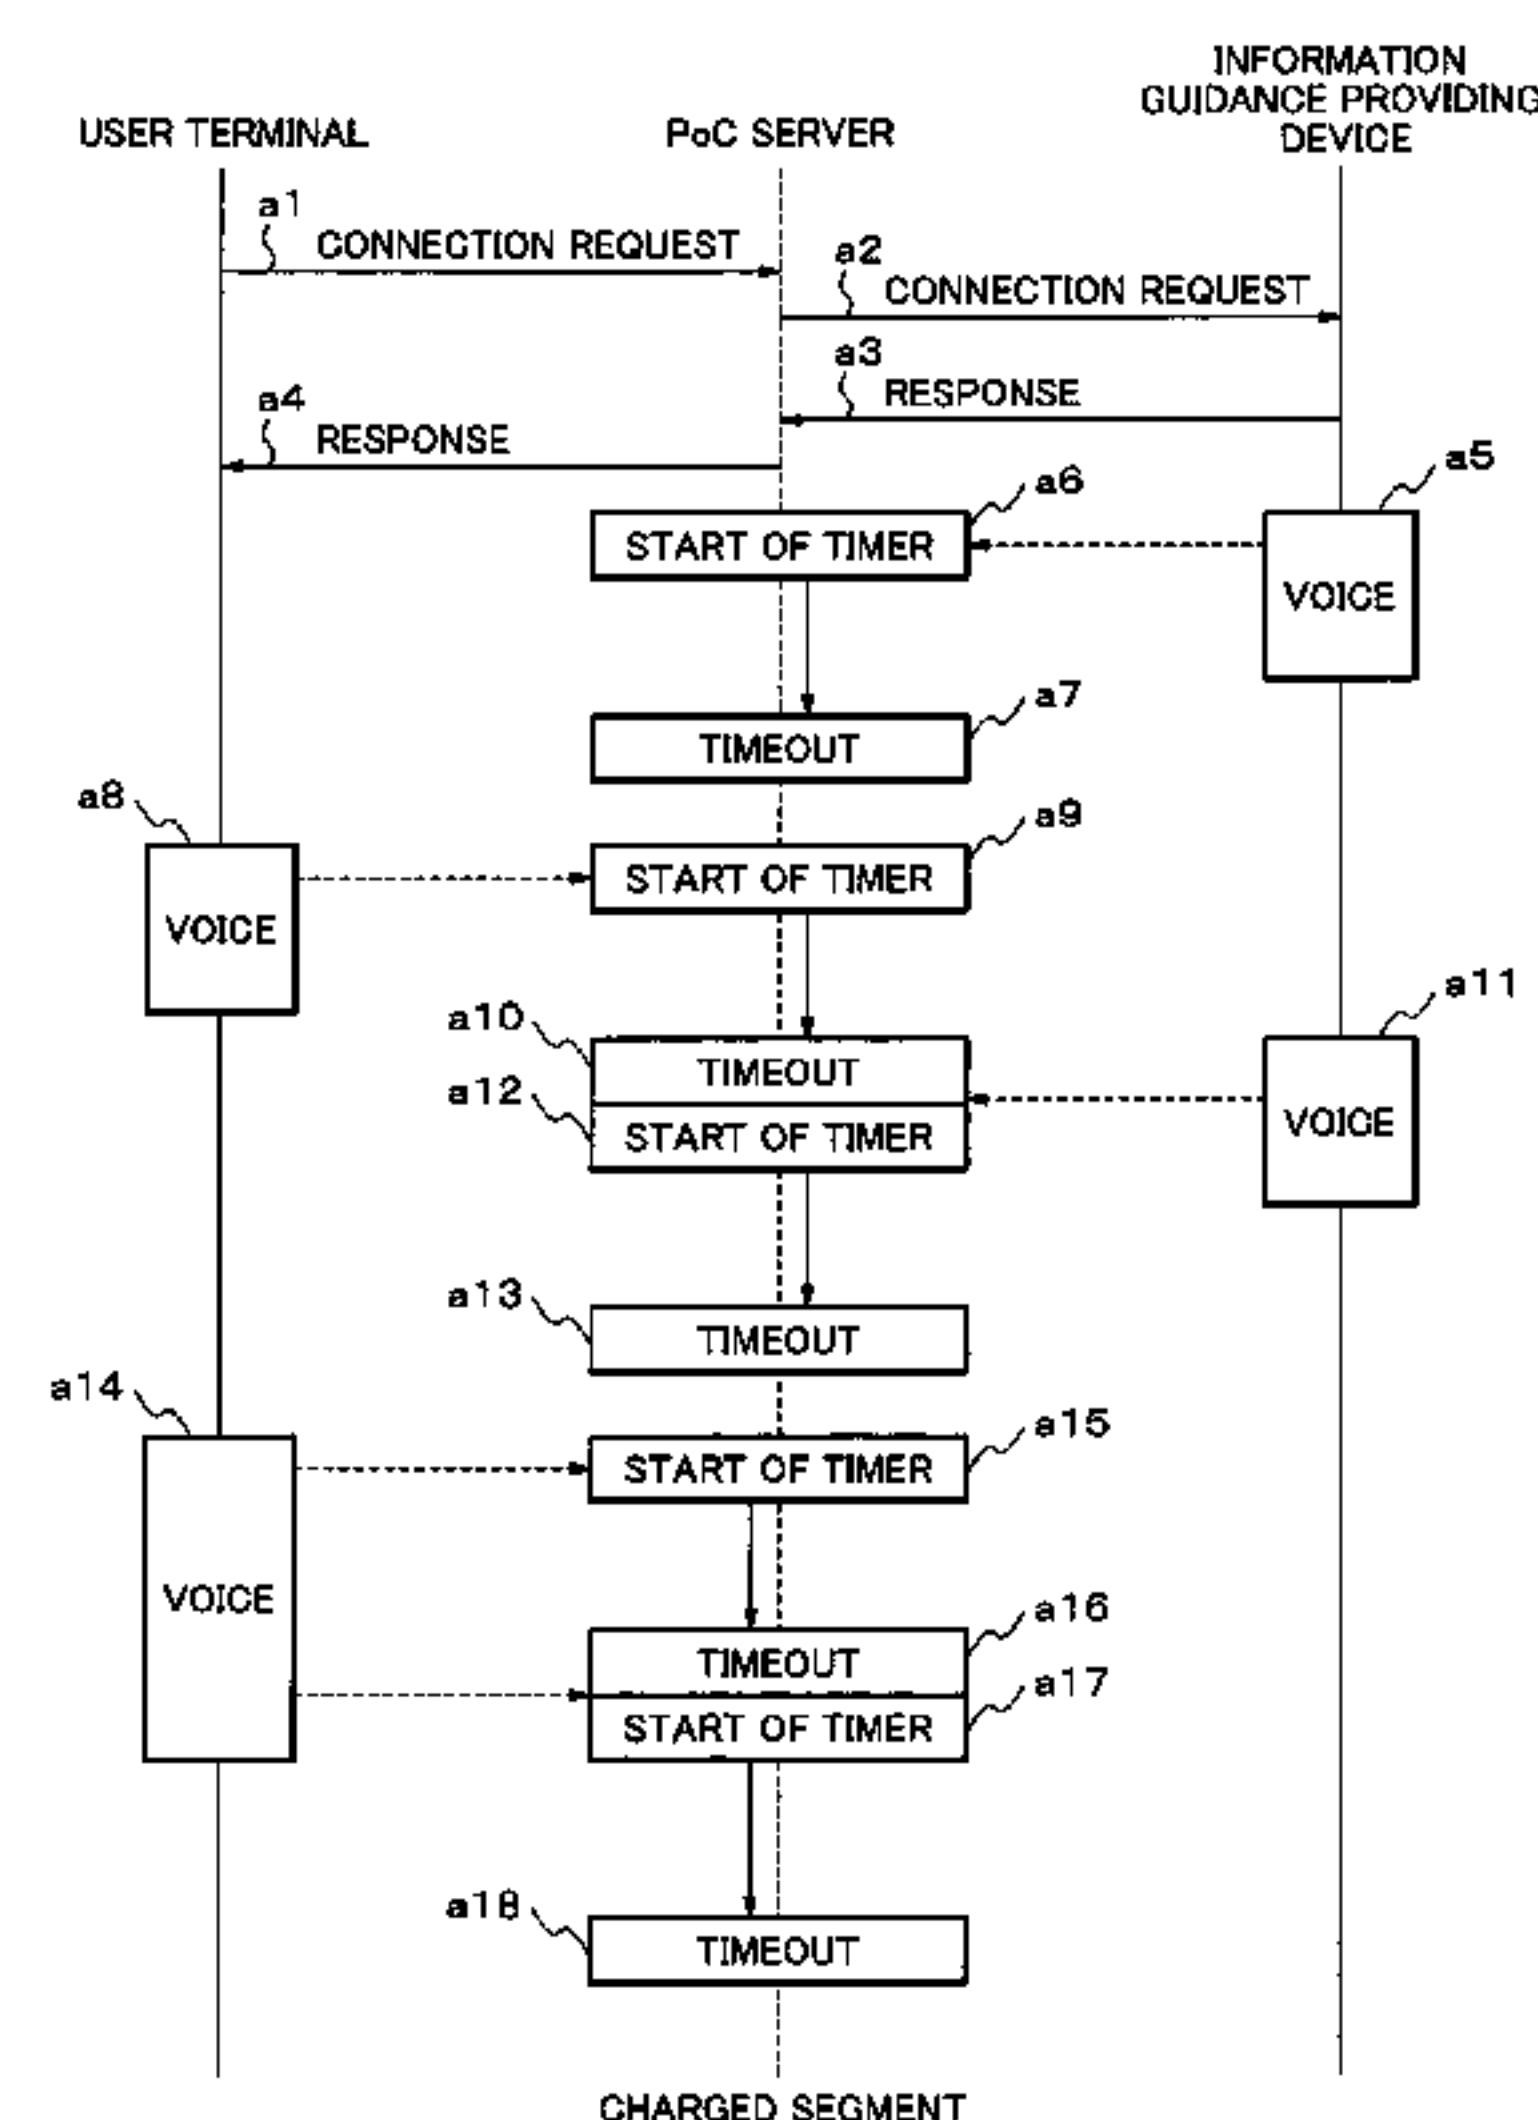 INFORMATION
GUIDANCE PROVIDING
DEVICE
USER TERMINAL
PoC SERVER
a1
CONNECTION REQUEST
a2
CONNECTION REQUEST
a3
RESPONSE
a4
RESPONSE
a5
a6
START OF TIMER
VOICE
a7
TIMEOUT
a8
a9
START OF TIMER
VOICE
a10
TIMEOUT
a11
a12
START OF TIMER
VOICE
a13
TIMEOUT
a14
a15
START OF TIMER
VOICE
a16
TIMEOUT
a17
START OF TIMER
a18
TIMEOUT
CHARGED SEGMENT